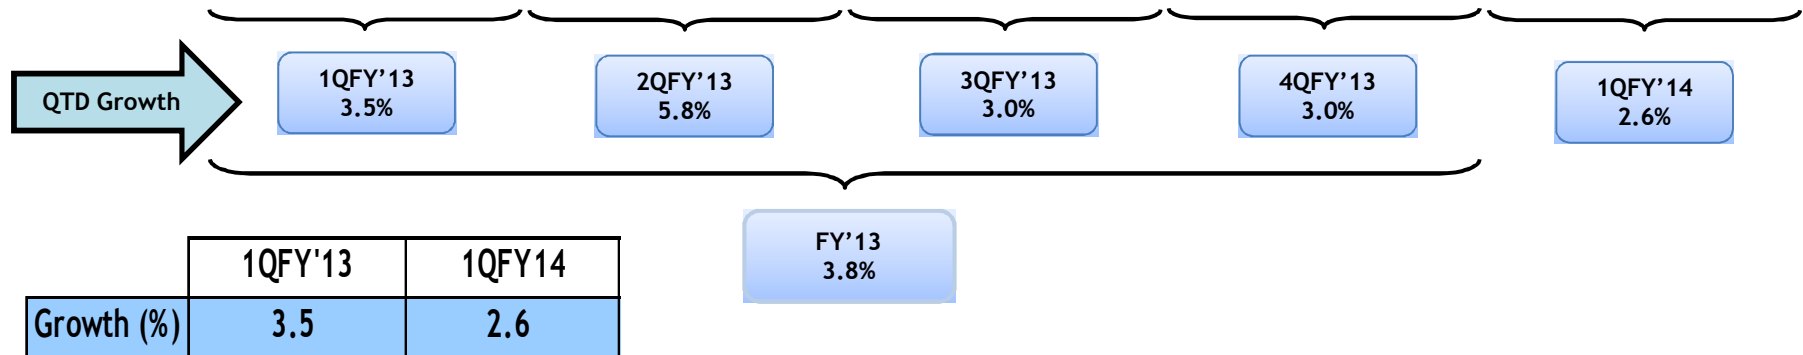 QTD Growth
1QFY’13
3.5%
2QFY’13
5.8%
3QFY’13
3.0%
4QFY’13
3.0%
1QFY’14
2.6%
FY’13
3.8%
1QFY'13 1QFY14
Growth (%) 3.5 2.6